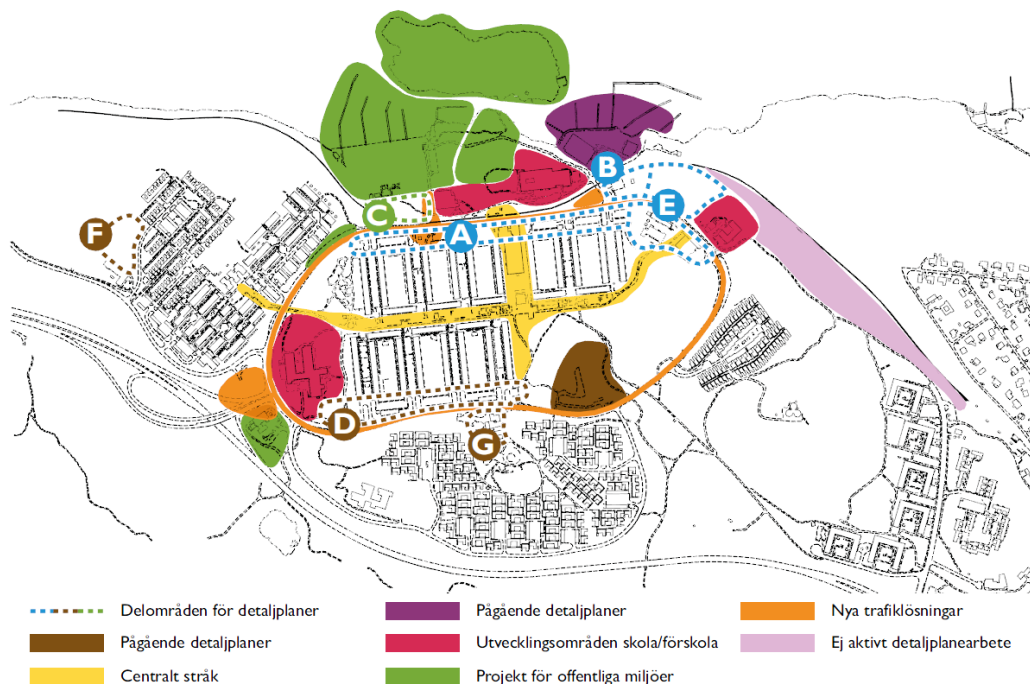 B
C
E
F
A
D
G
Delområden för detaljplaner
Pågående detaljplaner
Nya trafiklösningar
Pågående detaljplaner
Utvecklingsområden skola/förskola
Ej aktivt detaljplanearbete
Centralt stråk
Projekt för offentliga miljöer